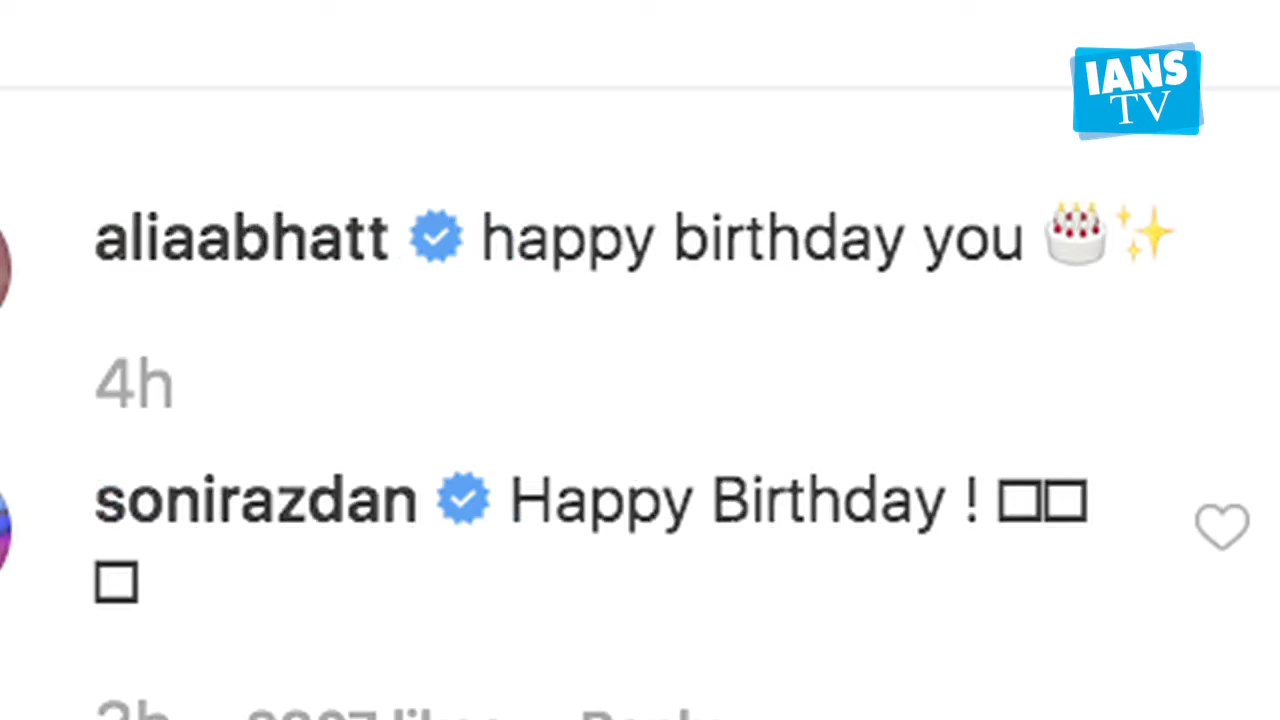 IANS
TV
aliaabhatt happy birthday you 🎂✨
4h
sonirazdan Happy Birthday ! □□
□